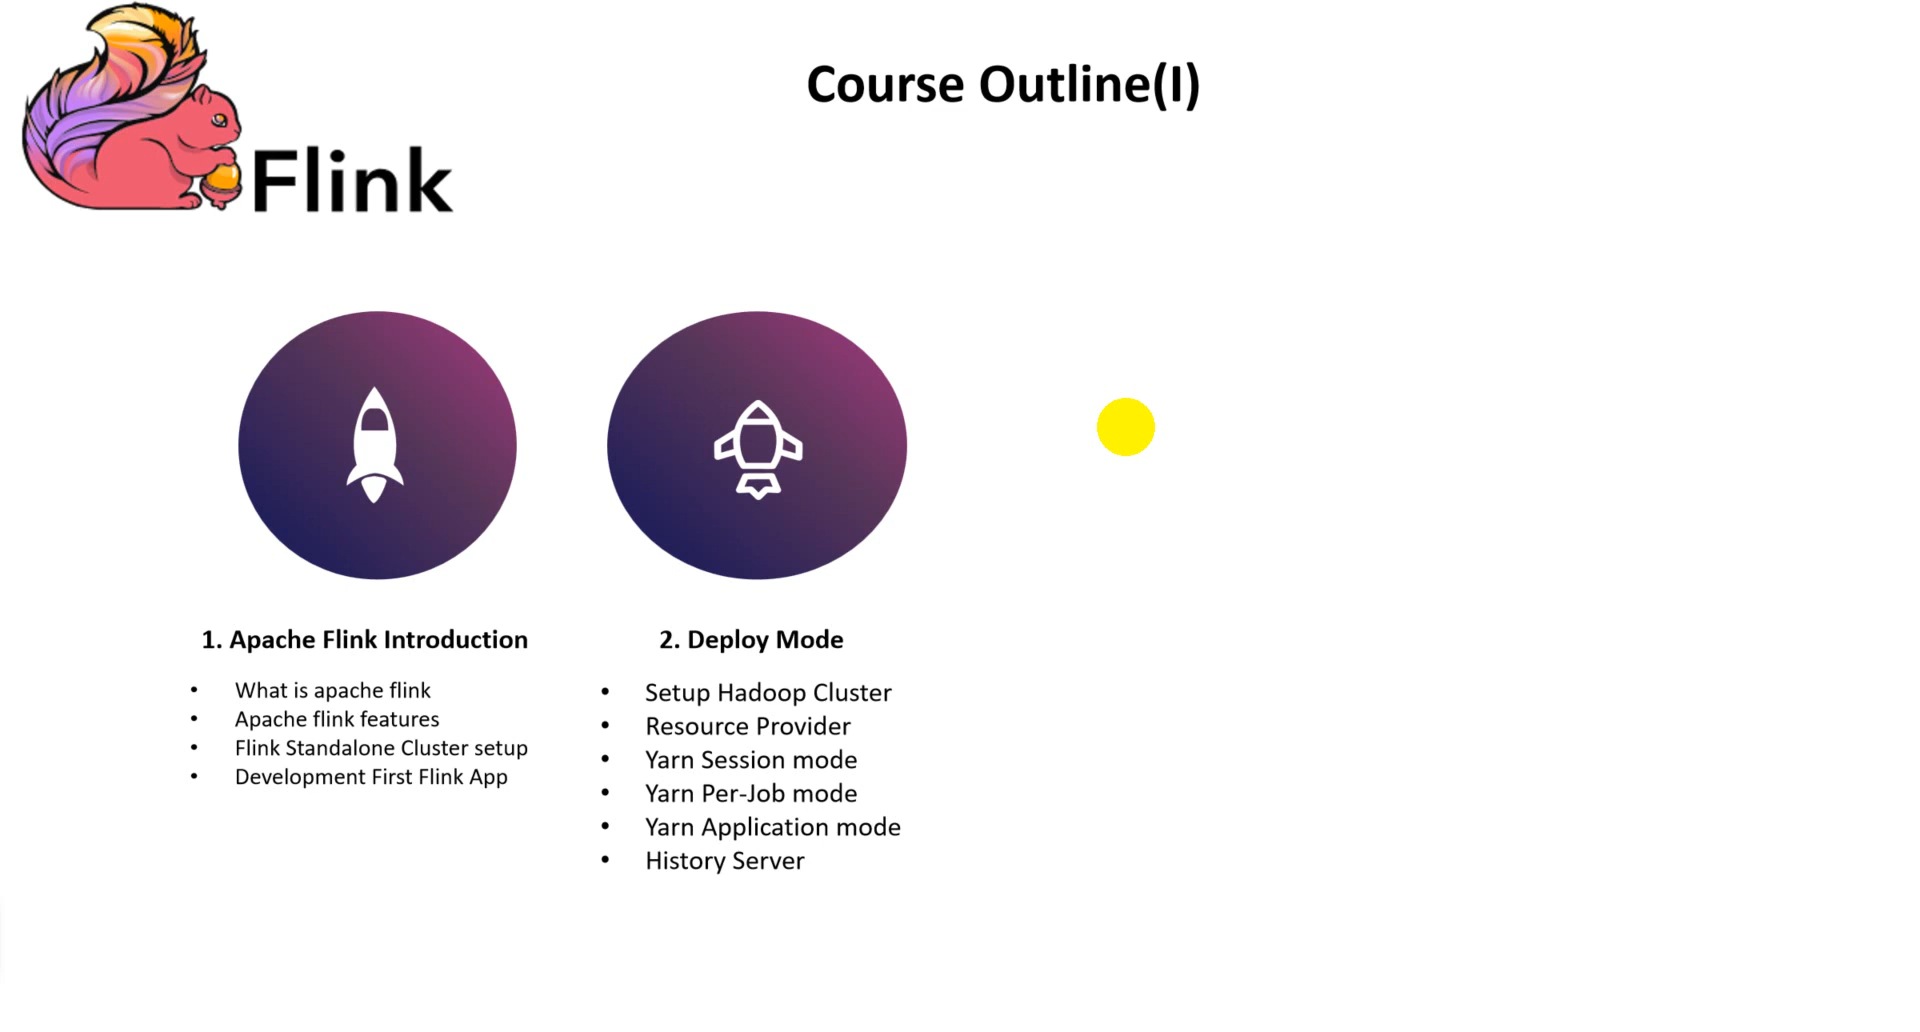 Flink
Course Outline(I)
1. Apache Flink Introduction
• What is apache flink
• Apache flink features
• Flink Standalone Cluster setup
• Development First Flink App
2. Deploy Mode
• Setup Hadoop Cluster
• Resource Provider
• Yarn Session mode
• Yarn Per-Job mode
• Yarn Application mode
• History Server